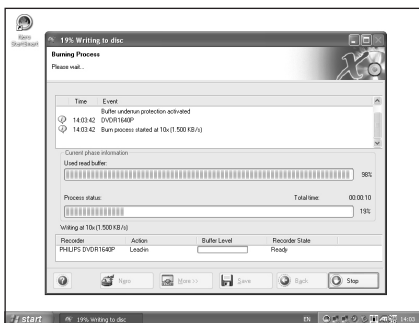 Nero
StartSmart
19% Writing to disc
Burning Process
Please wait...
Time Event
Buffer underrun protection activated
14:03:42 DVDR1640P
14:03:42 Burn process started at 10x (1.500 KB/s)
Current phase information
Used read buffer:
98%
Process status: Total time: 00:00:10
19%
Writing at 10x (1.500 KB/s)
Recorder Action Buffer Level Recorder State
PHILIPS DVDR1640P Lead-in Ready
New More >> Save Back Stop
start 19% Writing to disc EN 14:03